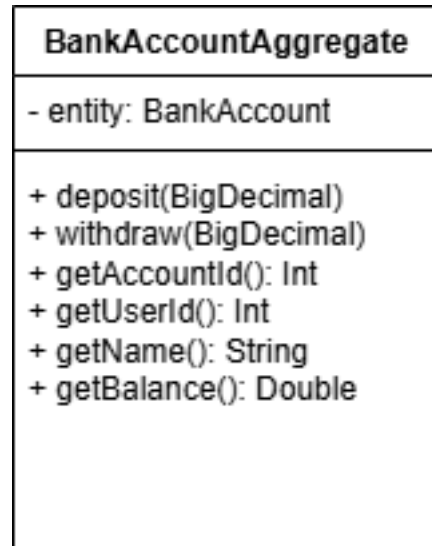 BankAccountAggregate
- entity: BankAccount
+ deposit(BigDecimal)
+ withdraw(BigDecimal)
+ getAccountId(): Int
+ getUserId(): Int
+ getName(): String
+ getBalance(): Double